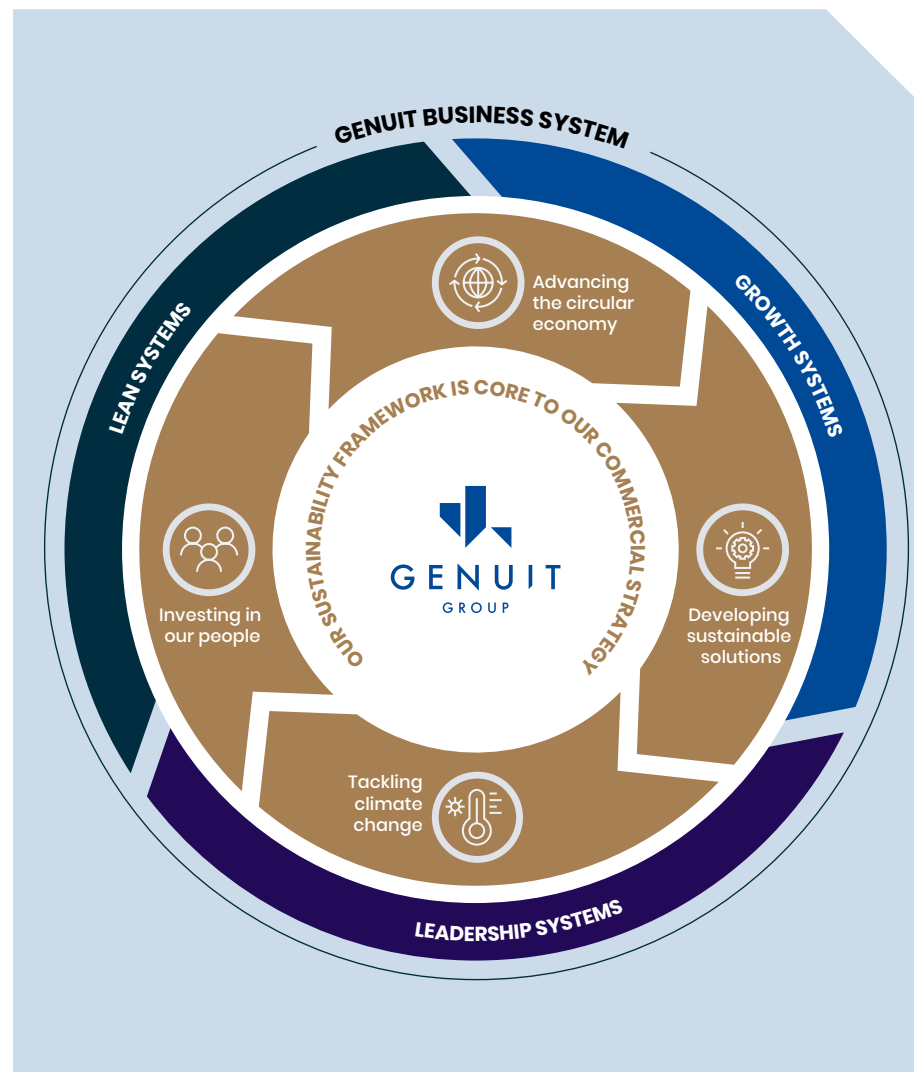 GENUIT BUSINESS SYSTEM
LEAN SYSTEMS
GROWTH SYSTEMS
Advancing
the circular
economy
OUR SUSTAINABILITY FRAMEWORK IS CORE TO OUR COMMERCIAL STRATEGY
GENUIT
GROUP
Investing in
our people
Developing
sustainable
solutions
Tackling
climate
change
LEADERSHIP SYSTEMS